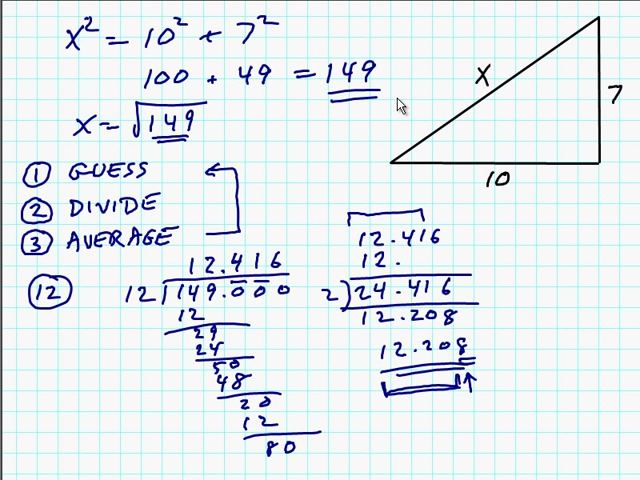 x² = 10² + 7²
100 + 49 = 149
x = √149
x
7
10
① GUESS
② DIVIDE
③ AVERAGE
⑫
12.416
12)149.000
12
29
24
50
48
20
12
80
12.416
12.
2)24.416
12.208
12.208